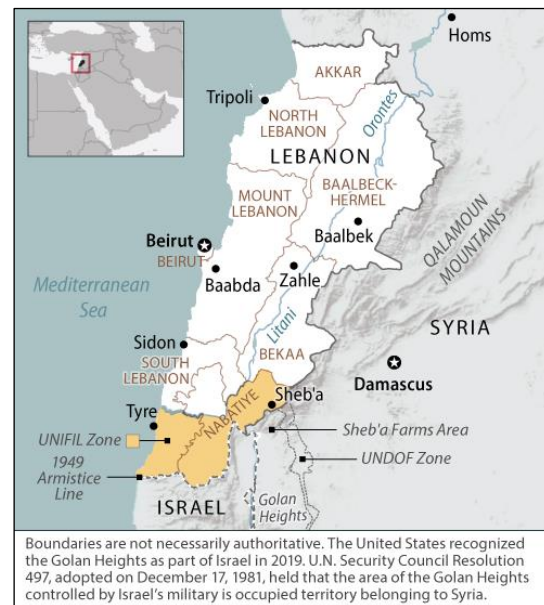 Homs
AKKAR
Tripoli
NORTH
LEBANON
Orontes
LEBANON
MOUNT
LEBANON
BAALBECK-
HERMEL
Baalbek
QALAMOUN
MOUNTAINS
Beirut
BEIRUT
Zahle
Baabda
Mediterranean
Sea
Litani
SYRIA
Sidon
BEKAA
SOUTH
LEBANON
Damascus
NABATIYE
Sheb'a
Tyre
Sheb'a Farms Area
UNIFIL Zone
UNDOF Zone
1949
Armistice
Line
ISRAEL
Golan
Heights
Boundaries are not necessarily authoritative. The United States recognized
the Golan Heights as part of Israel in 2019. U.N. Security Council Resolution
497, adopted on December 17, 1981, held that the area of the Golan Heights
controlled by Israel's military is occupied territory belonging to Syria.